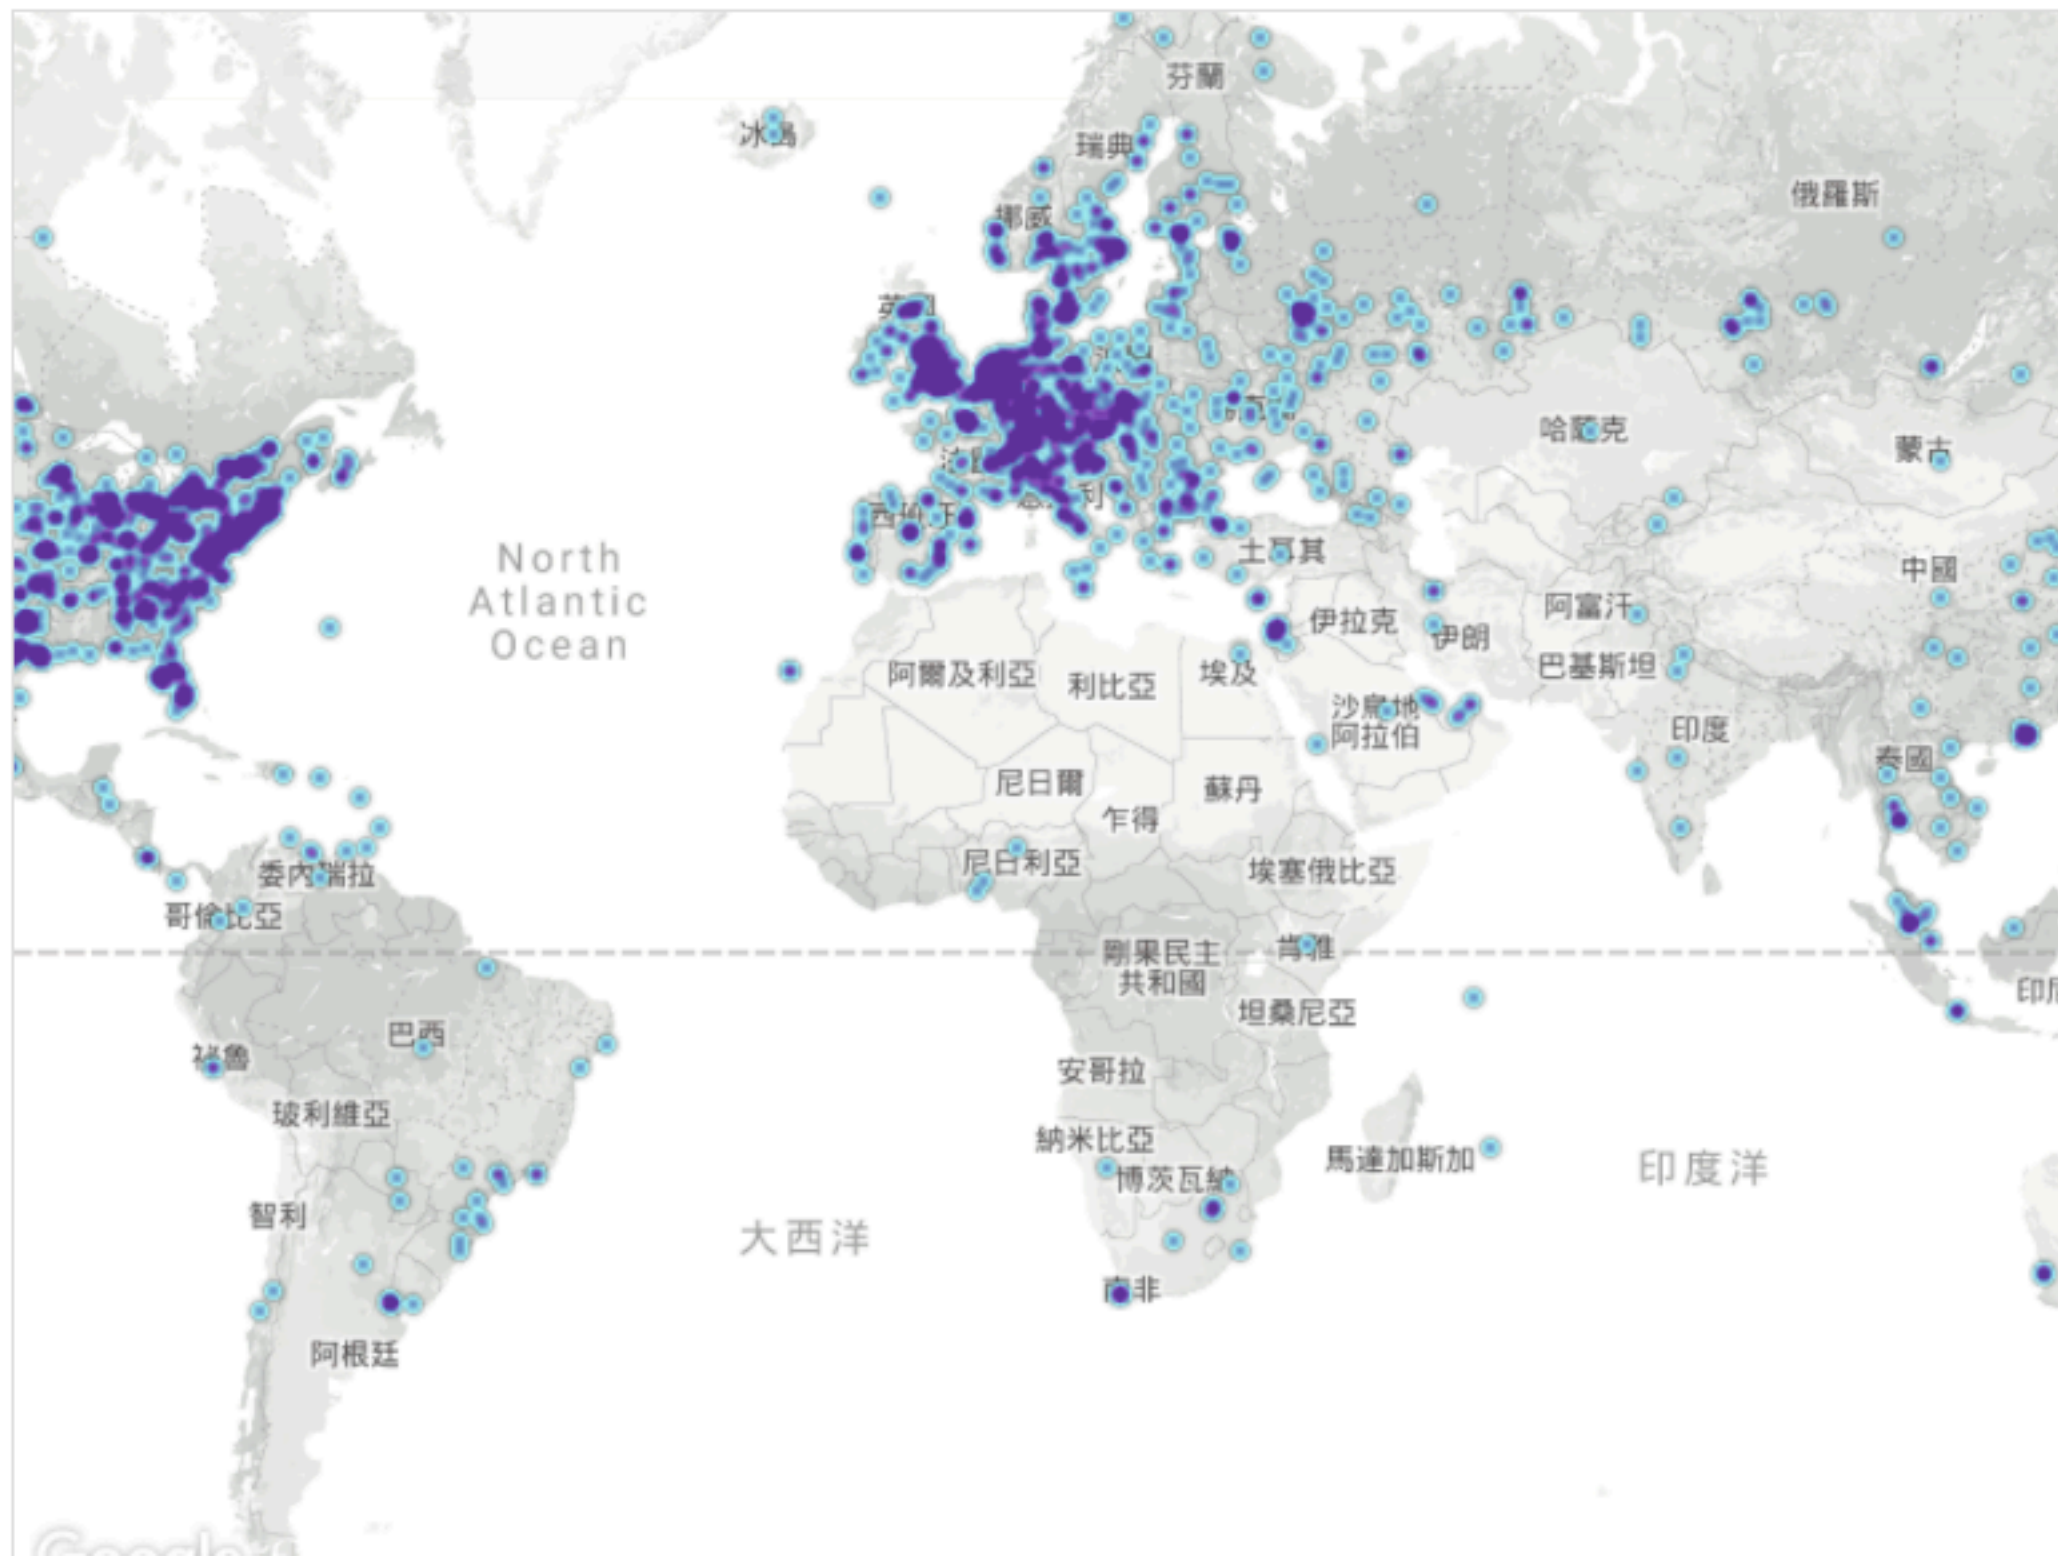 芬蘭
冰島
瑞典
俄羅斯
挪威
英國
哈薩克
蒙古
西班牙
North
Atlantic
Ocean
土耳其
中國
阿富汗
伊拉克
伊朗
巴基斯坦
阿爾及利亞
利比亞
埃及
沙烏地
阿拉伯
印度
泰國
尼日爾
蘇丹
乍得
尼日利亞
埃塞俄比亞
委內瑞拉
哥倫比亞
剛果民主
共和國
肯雅
坦桑尼亞
巴西
秘魯
安哥拉
玻利維亞
納米比亞
博茨瓦納
馬達加斯加
印度洋
智利
大西洋
南非
阿根廷
Google